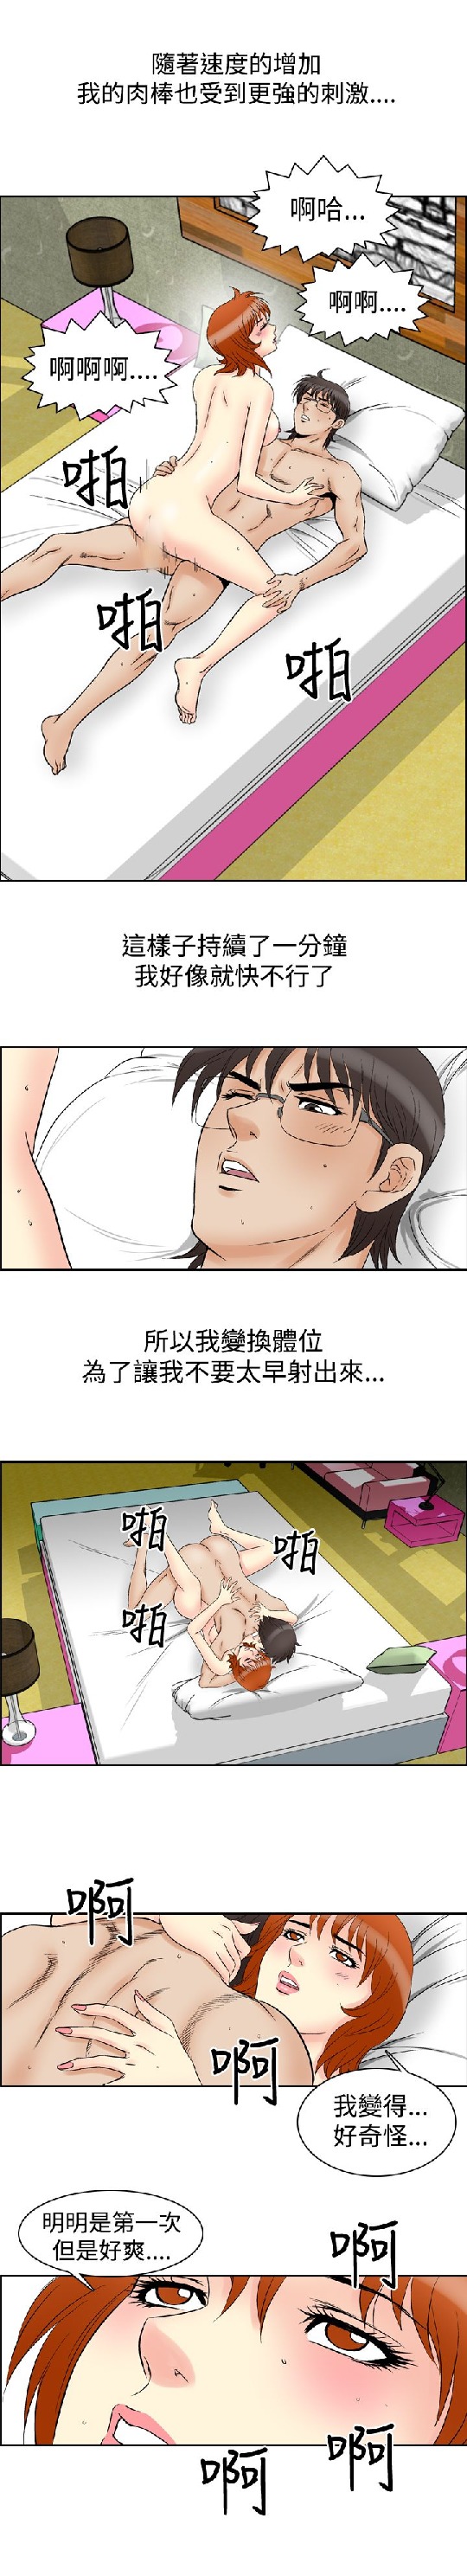 隨著速度的增加
我的肉棒也受到更強的刺激....
啊哈...
啊啊....
啊啊啊....
啪
啪
啪
這樣子持續了一分鐘
我好像就快不行了
所以我變換體位
為了讓我不要太早射出來...
啪
啪
啪
啊
啊
我變得...
好奇怪...
明明是第一次
但是好爽....
啊
啊
啊